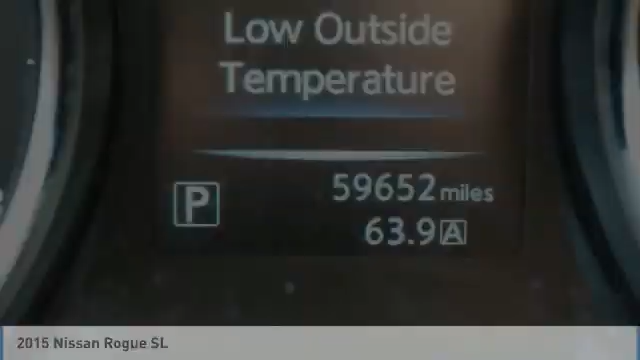 Low Outside
Temperature
P
59652 miles
63.9 A
2015 Nissan Rogue SL